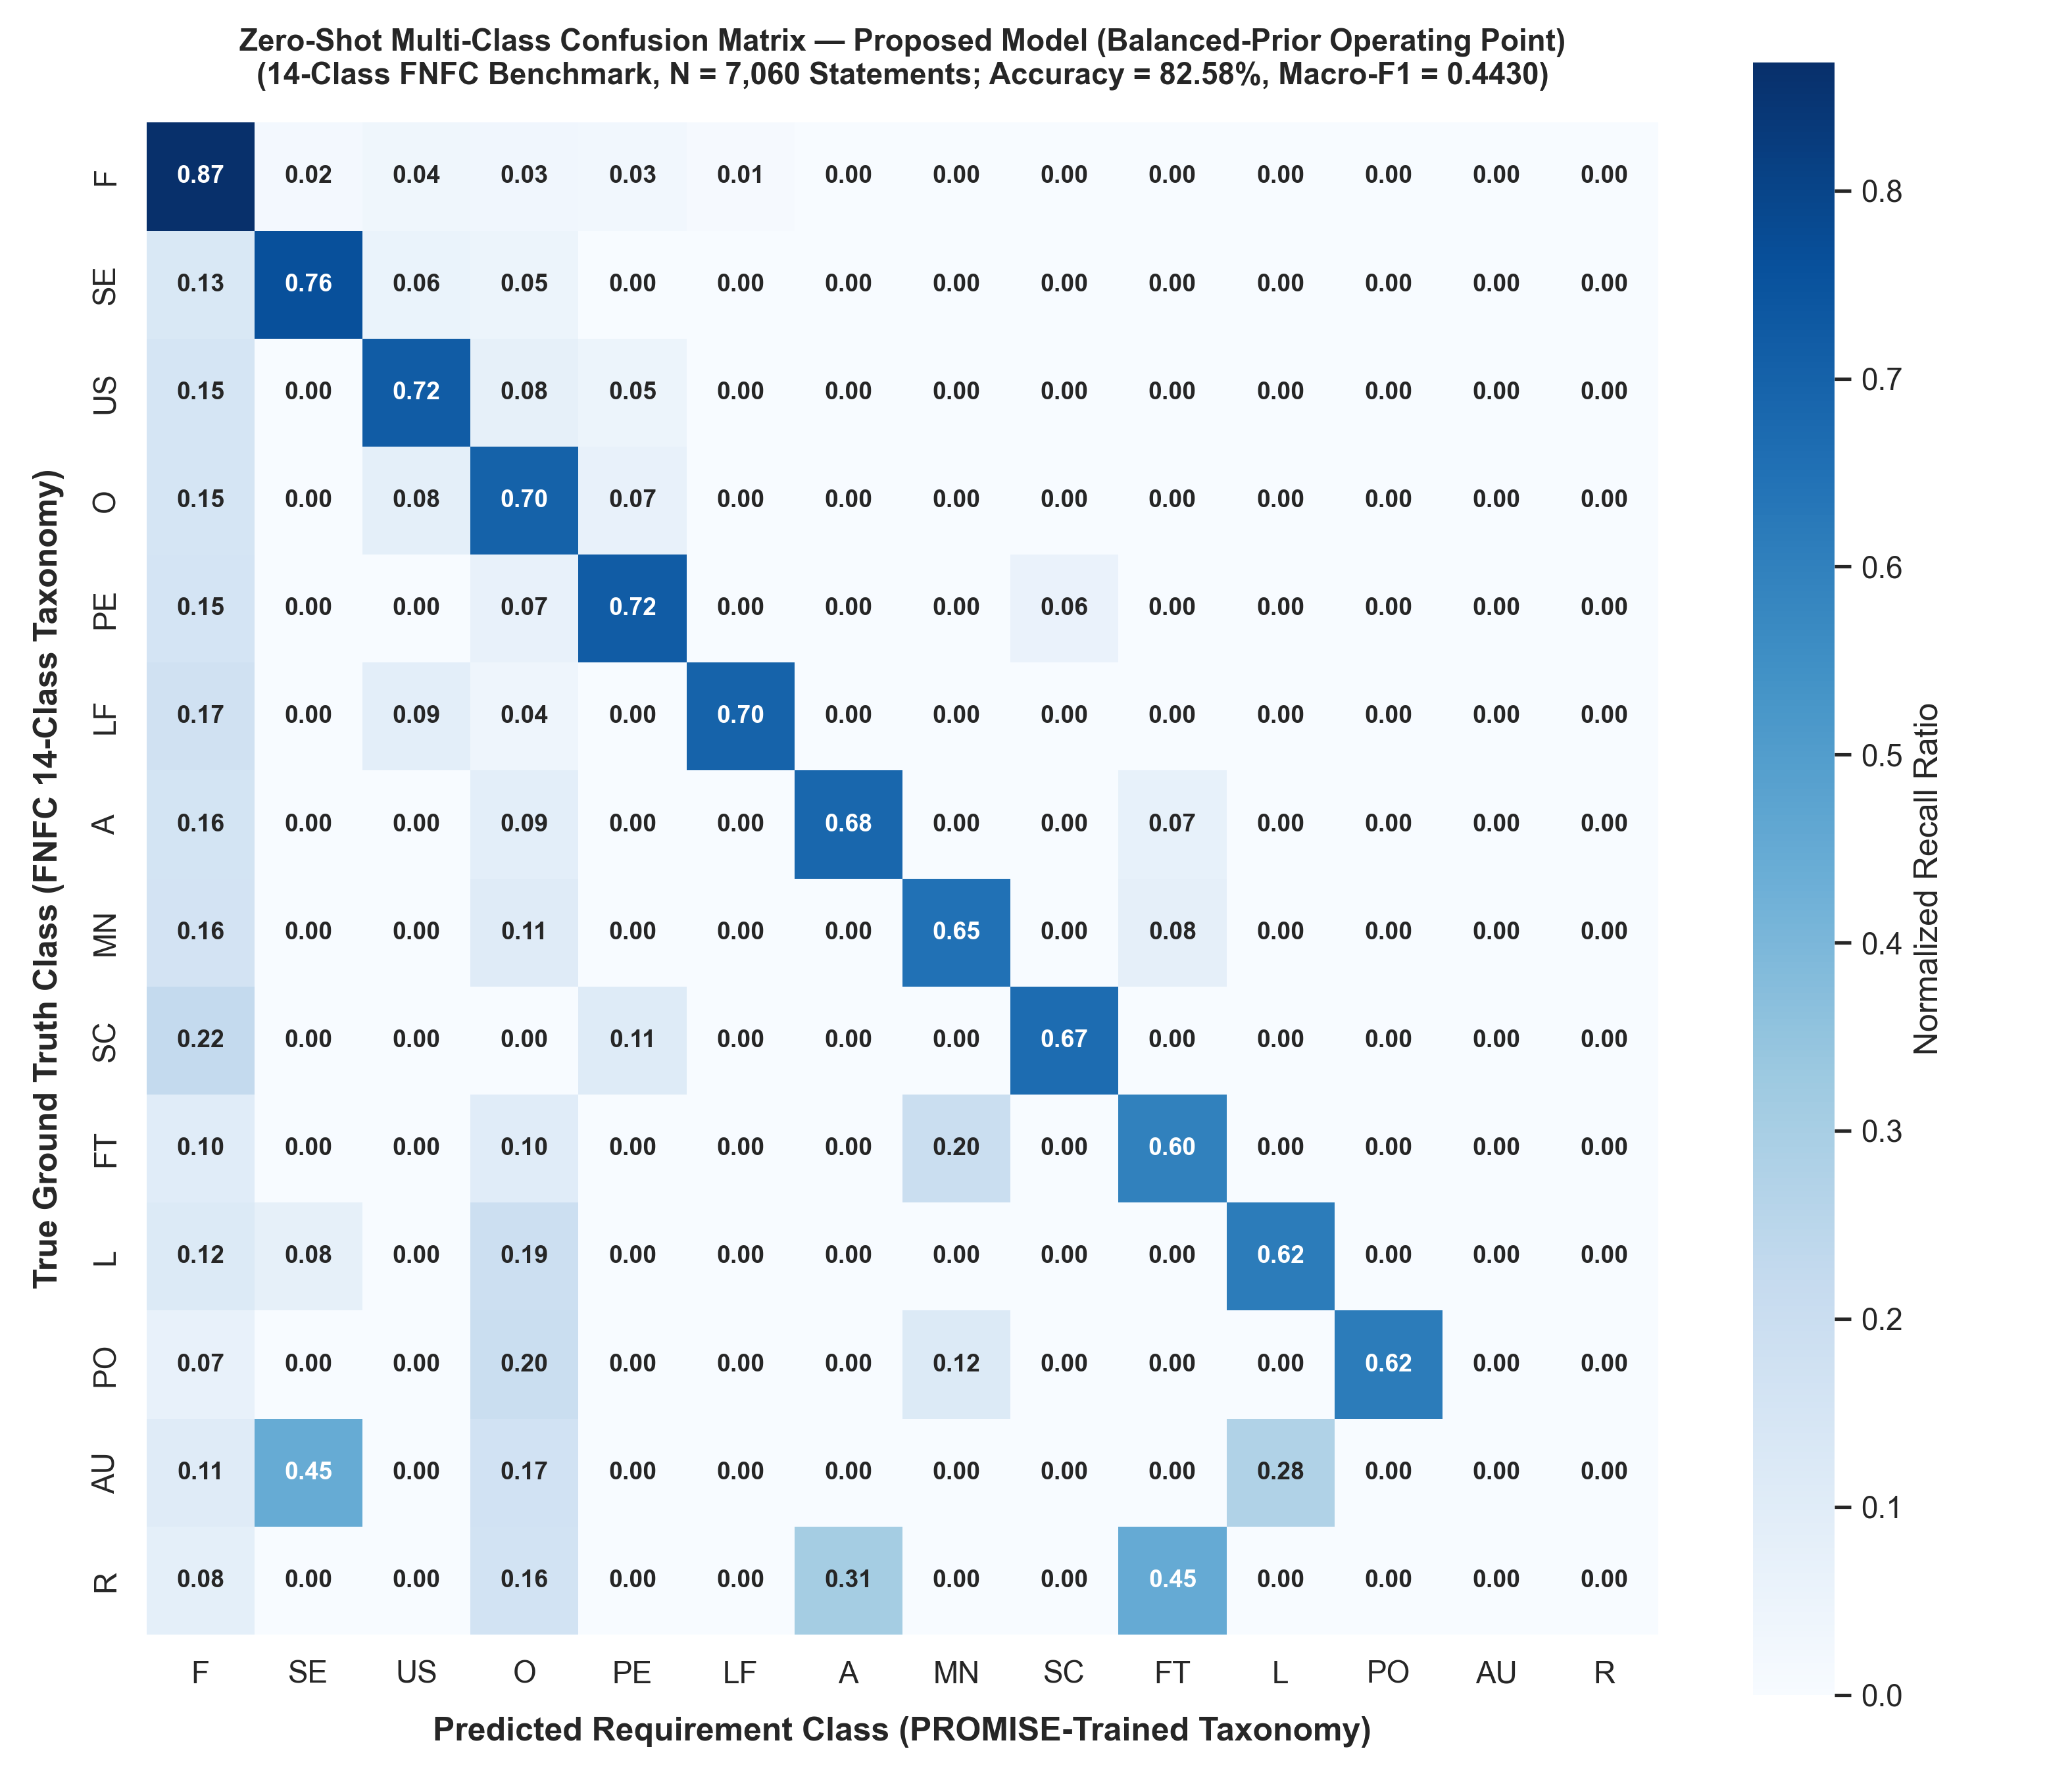 Zero-Shot Multi-Class Confusion Matrix — Proposed Model (Balanced-Prior Operating Point)
(14-Class FNFC Benchmark, N = 7,060 Statements; Accuracy = 82.58%, Macro-F1 = 0.4430)
True Ground Truth Class (FNFC 14-Class Taxonomy)
F 0.87 0.02 0.04 0.03 0.03 0.01 0.00 0.00 0.00 0.00 0.00 0.00 0.00 0.00
SE 0.13 0.76 0.06 0.05 0.00 0.00 0.00 0.00 0.00 0.00 0.00 0.00 0.00 0.00
US 0.15 0.00 0.72 0.08 0.05 0.00 0.00 0.00 0.00 0.00 0.00 0.00 0.00 0.00
O 0.15 0.00 0.08 0.70 0.07 0.00 0.00 0.00 0.00 0.00 0.00 0.00 0.00 0.00
PE 0.15 0.00 0.00 0.07 0.72 0.00 0.00 0.00 0.06 0.00 0.00 0.00 0.00 0.00
LF 0.17 0.00 0.09 0.04 0.00 0.70 0.00 0.00 0.00 0.00 0.00 0.00 0.00 0.00
A 0.16 0.00 0.00 0.09 0.00 0.00 0.68 0.00 0.00 0.07 0.00 0.00 0.00 0.00
MN 0.16 0.00 0.00 0.11 0.00 0.00 0.00 0.65 0.00 0.08 0.00 0.00 0.00 0.00
SC 0.22 0.00 0.00 0.00 0.11 0.00 0.00 0.00 0.67 0.00 0.00 0.00 0.00 0.00
FT 0.10 0.00 0.00 0.10 0.00 0.00 0.00 0.20 0.00 0.60 0.00 0.00 0.00 0.00
L 0.12 0.08 0.00 0.19 0.00 0.00 0.00 0.00 0.00 0.00 0.62 0.00 0.00 0.00
PO 0.07 0.00 0.00 0.20 0.00 0.00 0.00 0.12 0.00 0.00 0.00 0.62 0.00 0.00
AU 0.11 0.45 0.00 0.17 0.00 0.00 0.00 0.00 0.00 0.00 0.28 0.00 0.00 0.00
R 0.08 0.00 0.00 0.16 0.00 0.00 0.31 0.00 0.00 0.45 0.00 0.00 0.00 0.00
F SE US O PE LF A MN SC FT L PO AU R
Predicted Requirement Class (PROMISE-Trained Taxonomy)
0.8
0.7
0.6
0.5
0.4
0.3
0.2
0.1
0.0
Normalized Recall Ratio